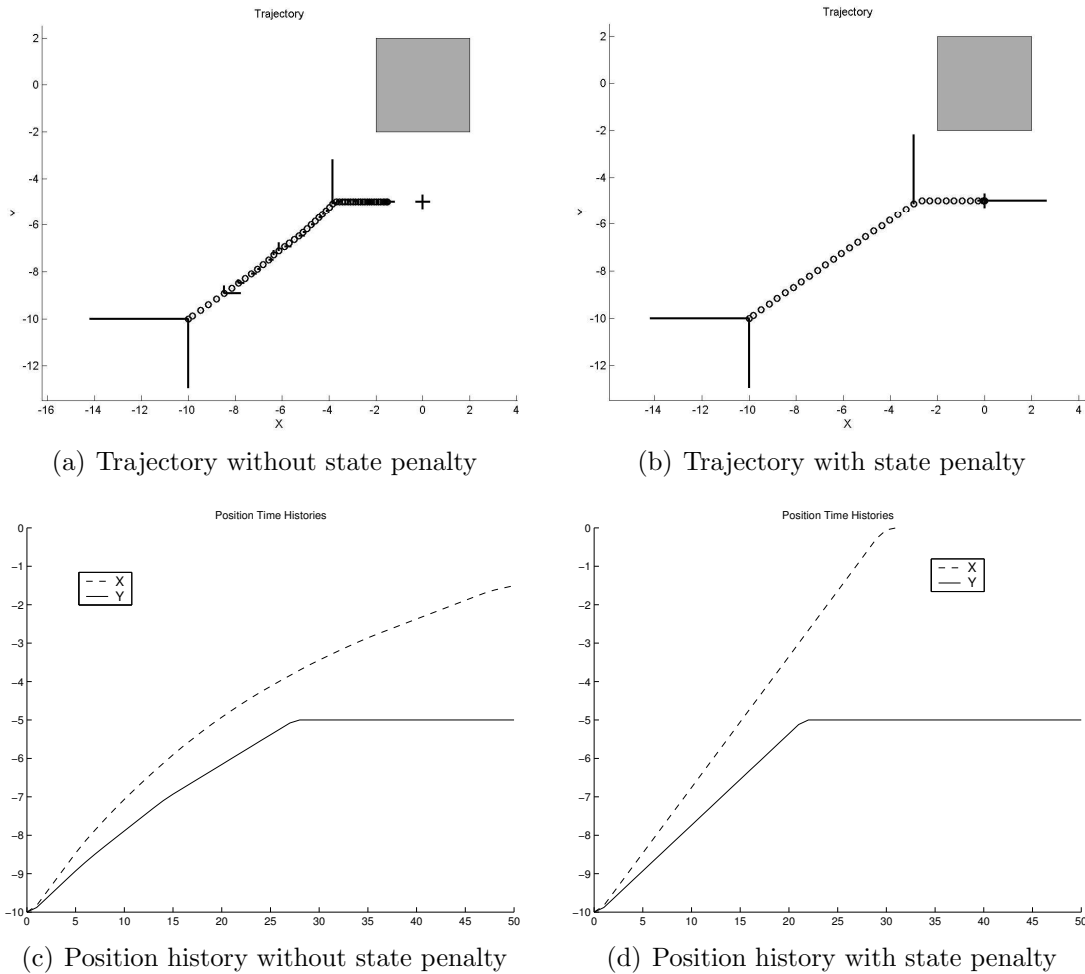 Trajectory
2
0
-2
-4
-6
-8
-10
-12
-16 -14 -12 -10 -8 -6 -4 -2 0 2 4
X
(a) Trajectory without state penalty
Trajectory
2
0
-2
-4
-6
-8
-10
-12
-14 -12 -10 -8 -6 -4 -2 0 2 4
X
(b) Trajectory with state penalty
Position Time Histories
0
-1
-2
-3
-4
-5
-6
-7
-8
-9
-10
X
Y
0 5 10 15 20 25 30 35 40 45 50
(c) Position history without state penalty
Position Time Histories
0
-1
-2
-3
-4
-5
-6
-7
-8
-9
-10
X
Y
0 5 10 15 20 25 30 35 40 45 50
(d) Position history with state penalty